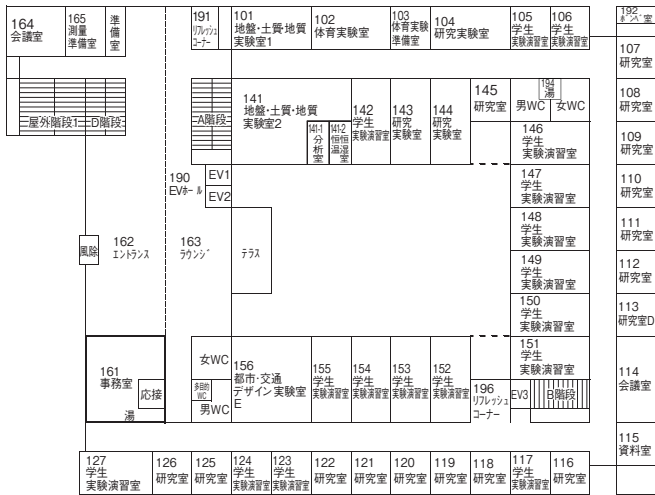 164
会議室
165
測量
準備室
準
備
室
191
ﾘﾌﾚｯｼｭ
ｺｰﾅｰ
101
地盤・土質・地質
実験室1
102
体育実験室
103
体育実験
準備室
104
研究実験室
105
学生
実験演習室
106
学生
実験演習室
192
ﾎﾞﾝﾍﾞ室
107
研究室
108
研究室
109
研究室
110
研究室
111
研究室
112
研究室
113
研究室D
114
会議室
115
資料室
屋外階段1
D階段
A階段
141
地盤・土質・地質
実験室2
141-1
分
析
室
141-2
恒恒
温湿
室
142
学生
実験演習室
143
研究
実験室
144
研究
実験室
145
研究室
194
湯
男WC
女WC
146
学生
実験演習室
147
学生
実験演習室
148
学生
実験演習室
149
学生
実験演習室
150
学生
実験演習室
151
学生
実験演習室
190
EVﾎｰﾙ
EV1
EV2
風除
162
ｴﾝﾄﾗﾝｽ
163
ﾗｳﾝｼﾞ
ﾃﾗｽ
161
事務室
応接
湯
女WC
多目的
WC
男WC
156
都市・交通
デザイン実験室
E
155
学生
実験演習室
154
学生
実験演習室
153
学生
実験演習室
152
学生
実験演習室
196
ﾘﾌﾚｯｼｭ
ｺｰﾅｰ
EV3
B階段
127
学生
実験演習室
126
研究室
125
研究室
124
学生
実験演習室
123
学生
実験演習室
122
研究室
121
研究室
120
研究室
119
研究室
118
研究室
117
学生
実験演習室
116
研究室